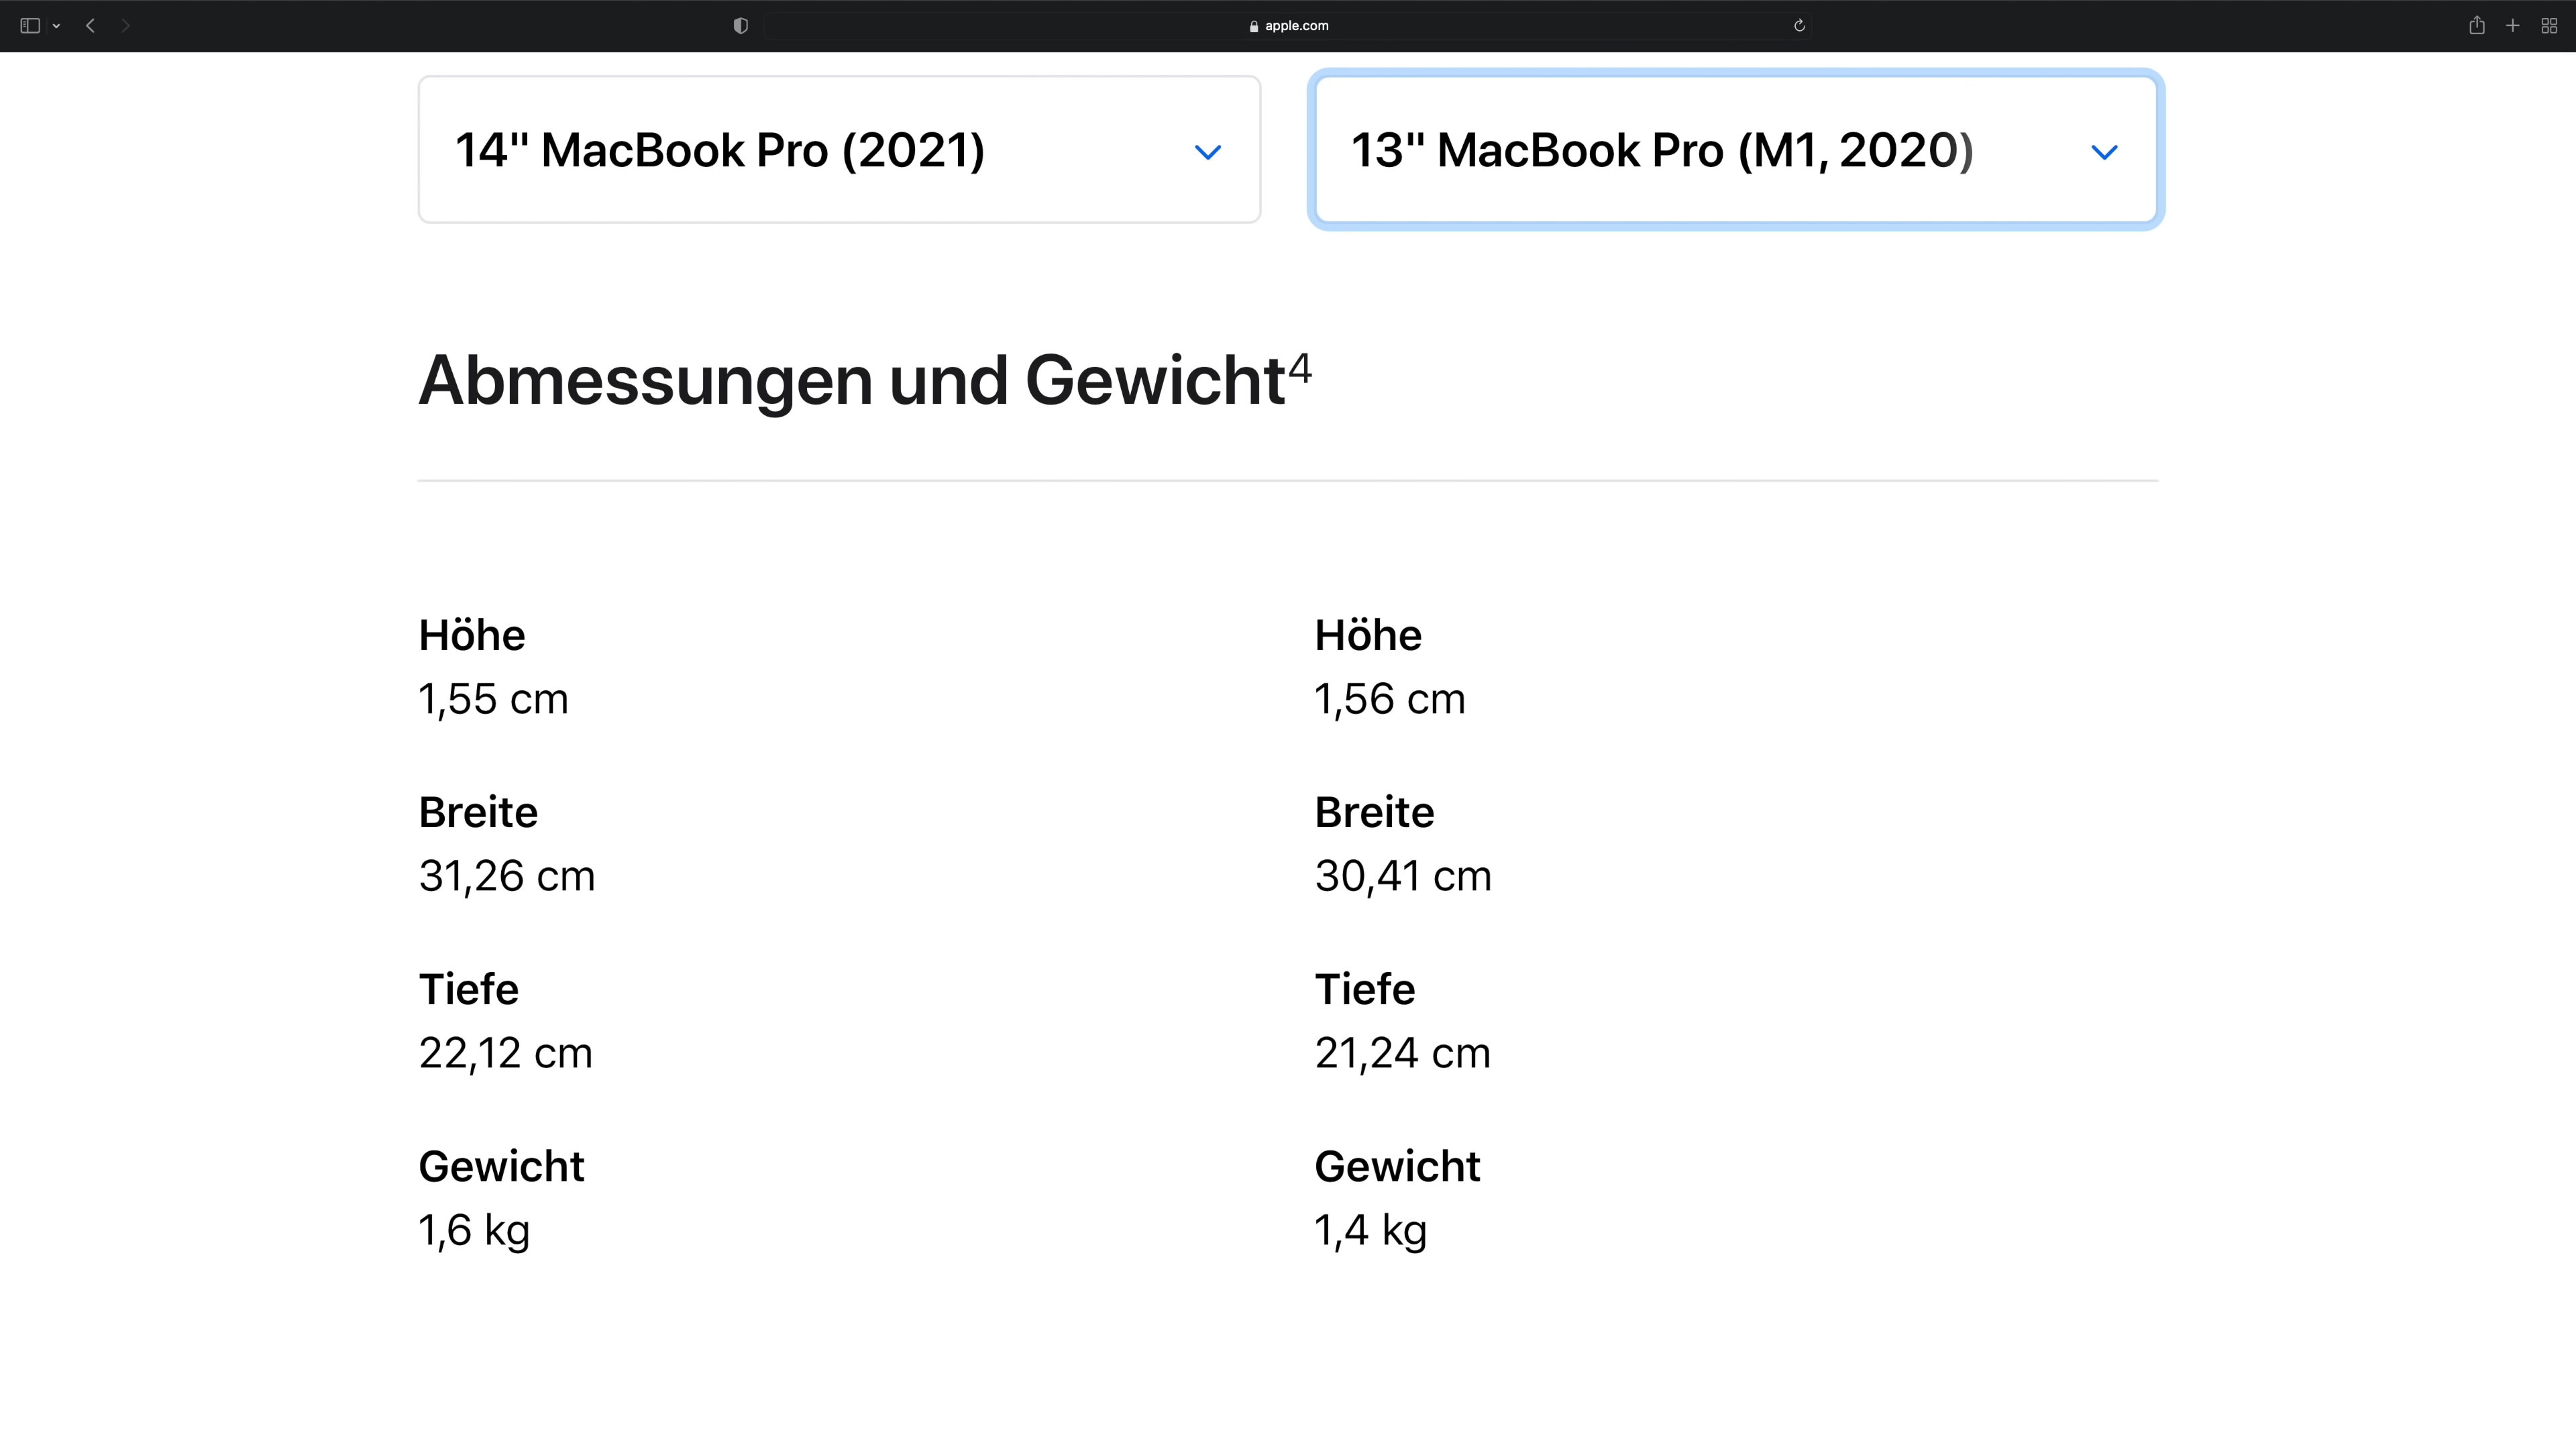 apple.com
14" MacBook Pro (2021)
13" MacBook Pro (M1, 2020)
Abmessungen und Gewicht4
Höhe
1,55 cm
Breite
31,26 cm
Tiefe
22,12 cm
Gewicht
1,6 kg
Höhe
1,56 cm
Breite
30,41 cm
Tiefe
21,24 cm
Gewicht
1,4 kg